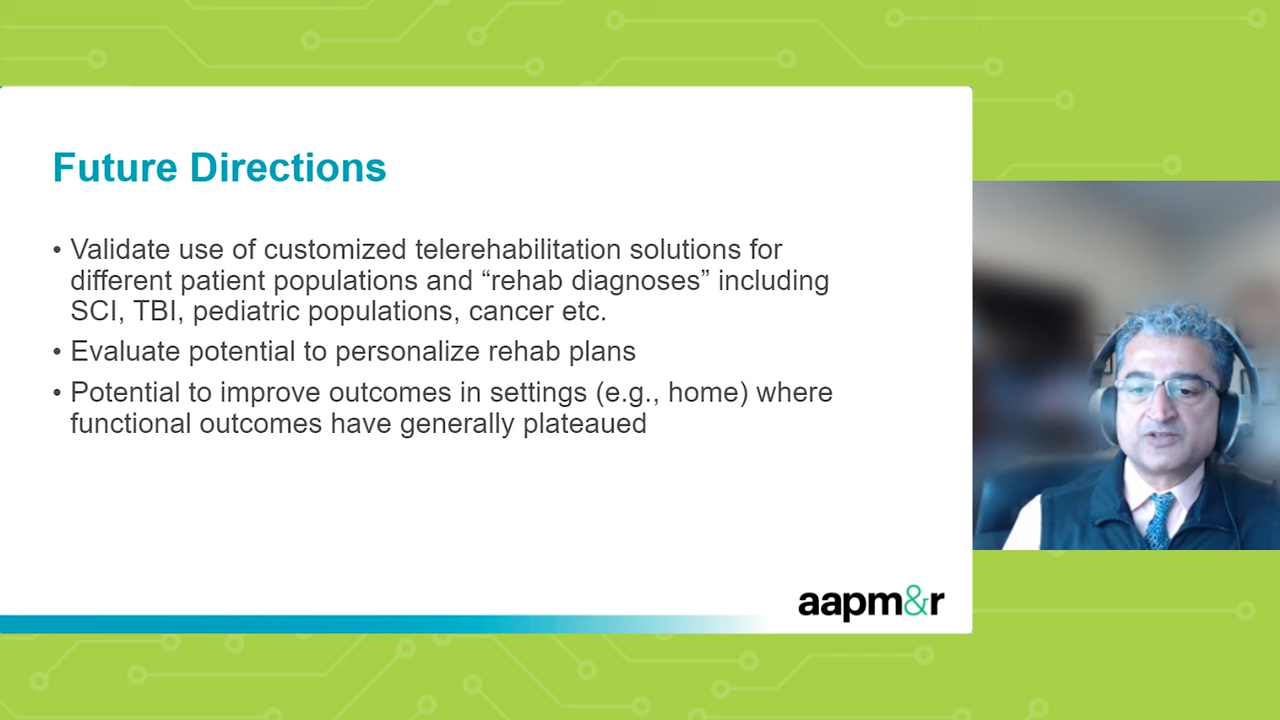 Future Directions
• Validate use of customized telerehabilitation solutions for
different patient populations and “rehab diagnoses” including
SCI, TBI, pediatric populations, cancer etc.
• Evaluate potential to personalize rehab plans
• Potential to improve outcomes in settings (e.g., home) where
functional outcomes have generally plateaued
aapm&r